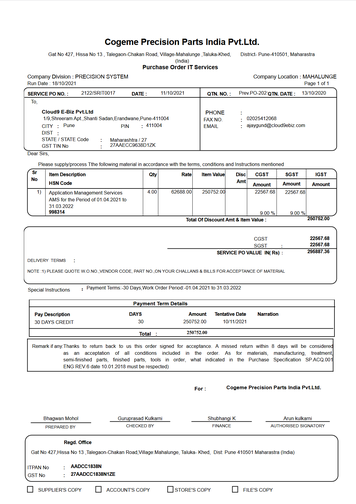 Cogeme Precision Parts India Pvt.Ltd.
Gat No 427, Hissa No 13 ,Talegaon-Chakan Road, Village-Mahalunge ,Taluka-Khed, District- Pune-410501, Maharashtra
(India)
Purchase Order IT Services
Company Division : PRECISION SYSTEM Company Location : MAHALUNGE
Run Date : 18/10/2021 Page 1 of 1
SERVICE PO NO. : 2122/SRIT0017 DATE : 11/10/2021 QTN. NO. : Prev.PO.202 QTN. DATE : 13/10/2020
To,
Cloud9 E-Biz Pvt.Ltd PHONE :
1/9,Shreeram Apt.,Shanti Sadan,Erandwane,Pune-411004 FAX NO : 02025412068
CITY : Pune PIN : 411004 EMAIL : ajaygund@cloud9ebiz.com
DIST :
STATE / STATE Code : Maharashtra / 27
GST TIN No : 27AAECC9638D1ZK
Dear Sirs,
Please supply/process The following material in accordance with the terms, conditions and Instructions mentioned
Sr No Item Description HSN Code Qty Rate Item Value Disc Amt CGST Amount SGST Amount IGST Amount
1) Application Management Services 4.00 62688.00 250752.00 22567.68 22567.68
AMS for the Period of 01.04.2021 to
31.03.2022
998314 9.00 % 9.00 %
Total Of Discount Amt & Item Value : 250752.00
CGST 22567.68
SGST : 22567.68
SERVICE PO VALUE IN( Rs) : 295887.36
DELIVERY TERMS :
NOTE :1) PLEASE QUOTE W.O.NO.,VENDOR CODE, PART NO.,ON YOUR CHALLANS & BILLS FOR ACCEPTANCE OF MATERIAL
Special Instructions : Payment Terms -30 Days,Work Order Period -01.04.2021 to 31.03.2022
Payment Term Details
Pay Description DAYS Amount Tentative Date Narration
30 DAYS CREDIT 30 250752.00 10/11/2021
Total : 250752.00
Remark if any Thanks to return back to us this order signed for acceptance. A missed return within 8 days will be considered
as an acceptation of all conditions included in the order. As for materials, manufacturing, treatment,
semi-finished parts, finished parts, tools in order, what indicated in the Purchase Specification SP.ACQ.001
ENG REV-8 date 10.01.2018 must be respected)
For : Cogeme Precision Parts India Pvt.Ltd.
Bhagwan Mohol Guruprasad Kulkarni Shubhangi K Arun kulkarni
PREPARED BY CHECKED BY FINANCE AUTHORISED SIGNATORY
Regd. Office
Gat No 427,Hissa No 13 ,Talegaon-Chakan Road,Village Mahalunge, Taluka- Khed, Dist- Pune 410501 Maharashtra
(India)
ITPAN No : AADCC1838N
GST No : 27AADCC1838N1ZE
SUPPLIER'S COPY ACCOUNT'S COPY STORE'S COPY FILE'S COPY